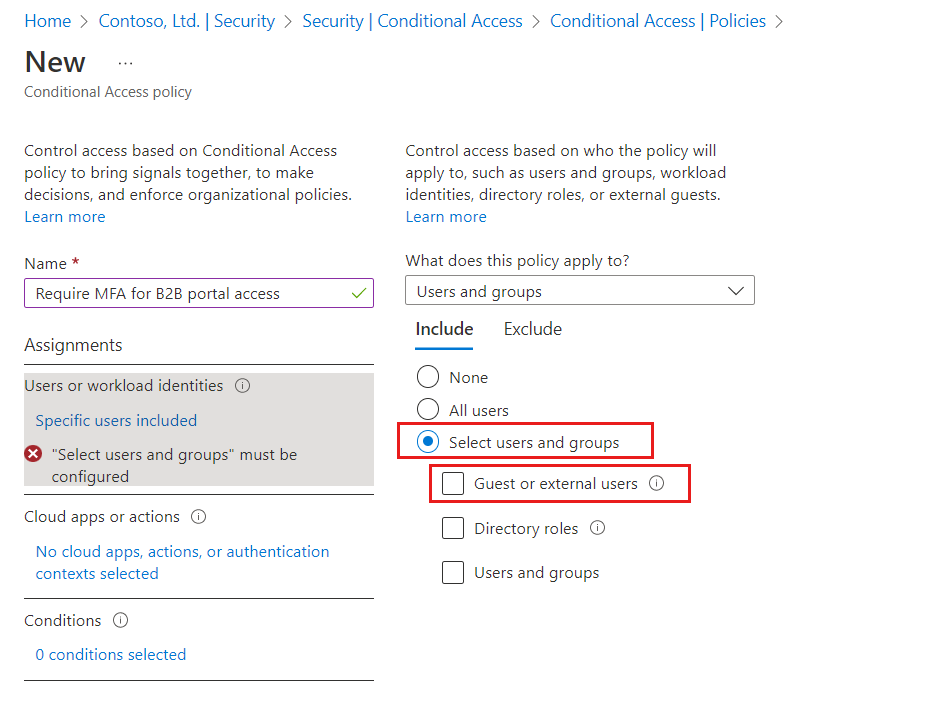 Home > Contoso, Ltd. | Security > Security | Conditional Access > Conditional Access | Policies >
New ...
Conditional Access policy
Control access based on Conditional Access
policy to bring signals together, to make
decisions, and enforce organizational policies.
Learn more
Name *
Require MFA for B2B portal access
Assignments
Users or workload identities
Specific users included
"Select users and groups" must be
configured
Cloud apps or actions
No cloud apps, actions, or authentication
contexts selected
Conditions
0 conditions selected
Control access based on who the policy will
apply to, such as users and groups, workload
identities, directory roles, or external guests.
Learn more
What does this policy apply to?
Users and groups
Include Exclude
None
All users
Select users and groups
Guest or external users
Directory roles
Users and groups